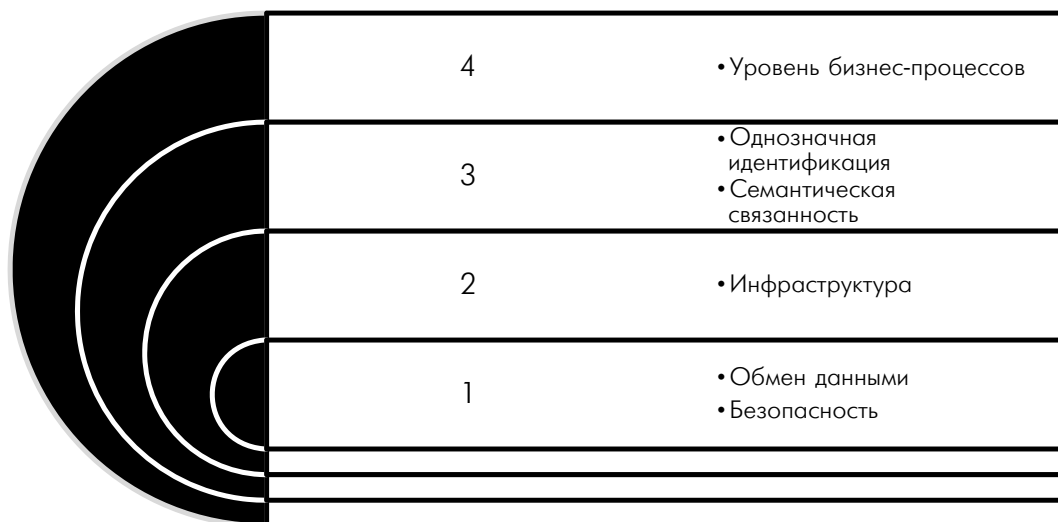 4
• Уровень бизнес-процессов
3
• Однозначная
идентификация
• Семантическая
связанность
2
• Инфраструктура
1
• Обмен данными
• Безопасность